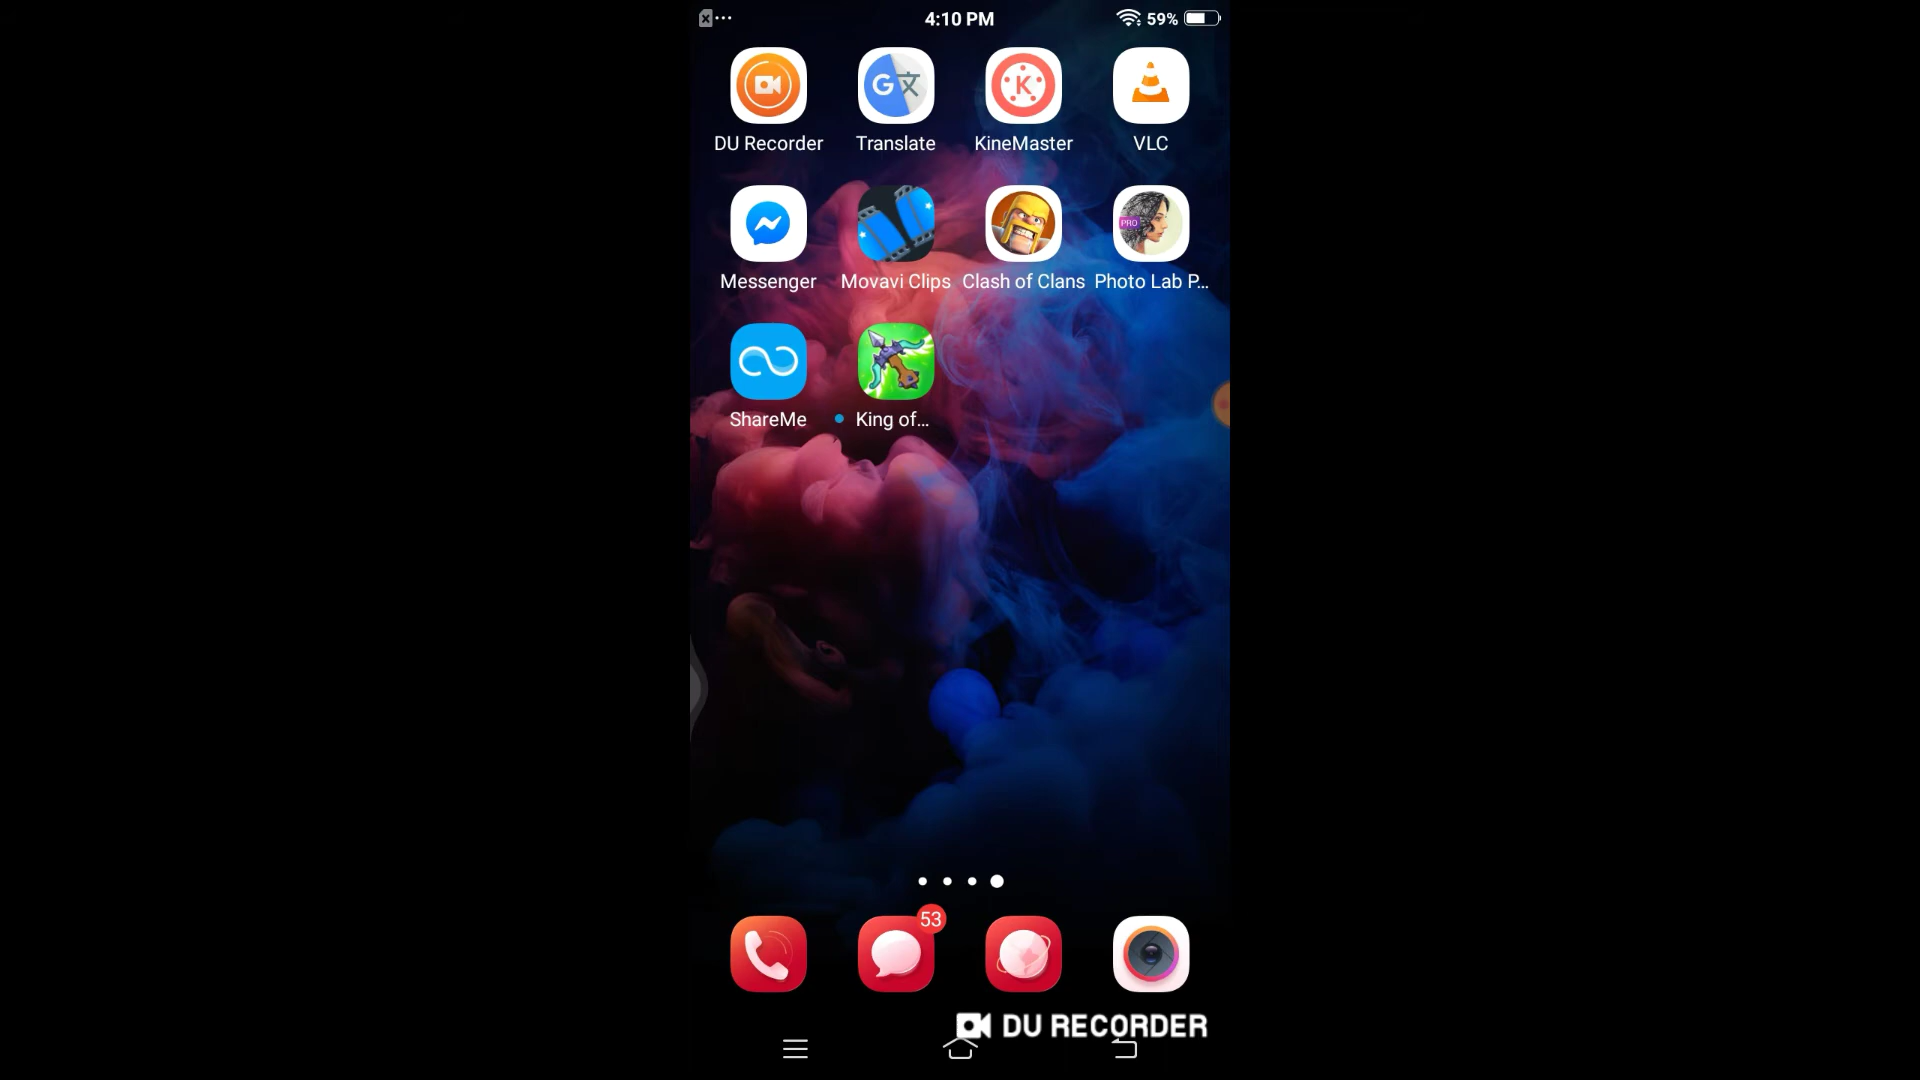 4:10 PM 59%
DU Recorder Translate KineMaster VLC
PRO
Messenger Movavi Clips Clash of Clans Photo Lab P...
ShareMe King of...
53
DU RECORDER